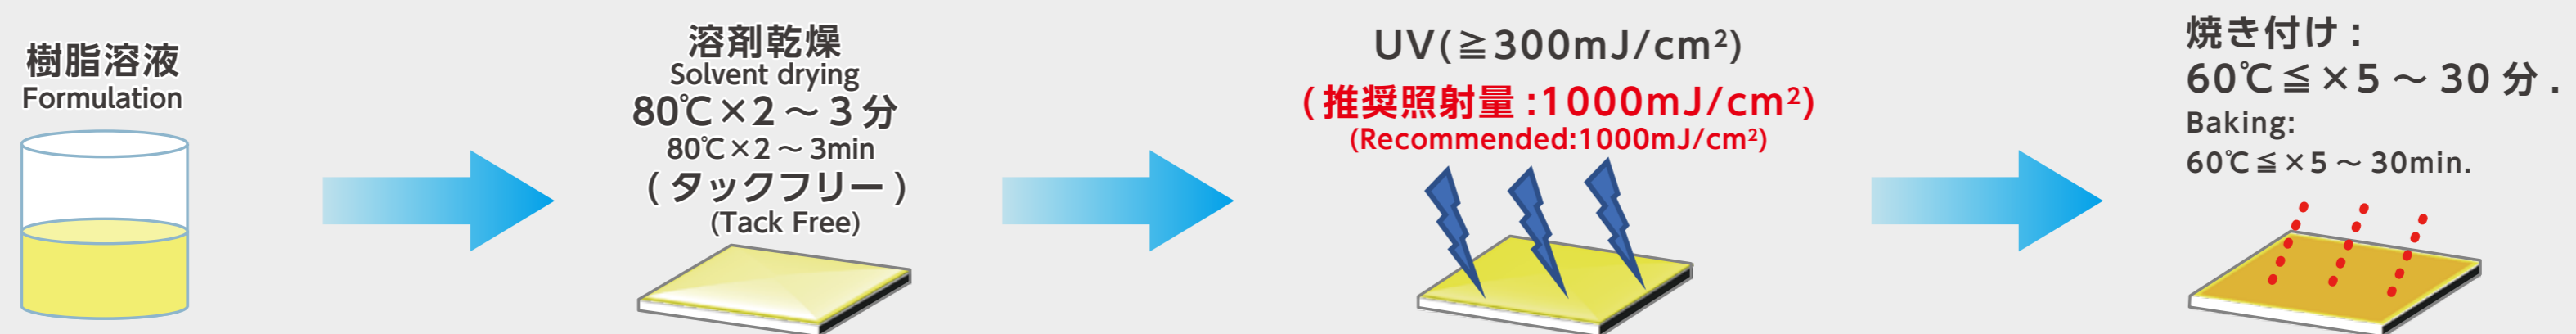 樹脂溶液
Formulation
溶剤乾燥
Solvent drying
80℃×2～3分
80℃×2～3min
(タックフリー)
(Tack Free)
UV(≧300mJ/cm²)
(推奨照射量:1000mJ/cm²)
(Recommended:1000mJ/cm²)
焼き付け：
60℃≦×5～30分.
Baking:
60℃≦×5～30min.